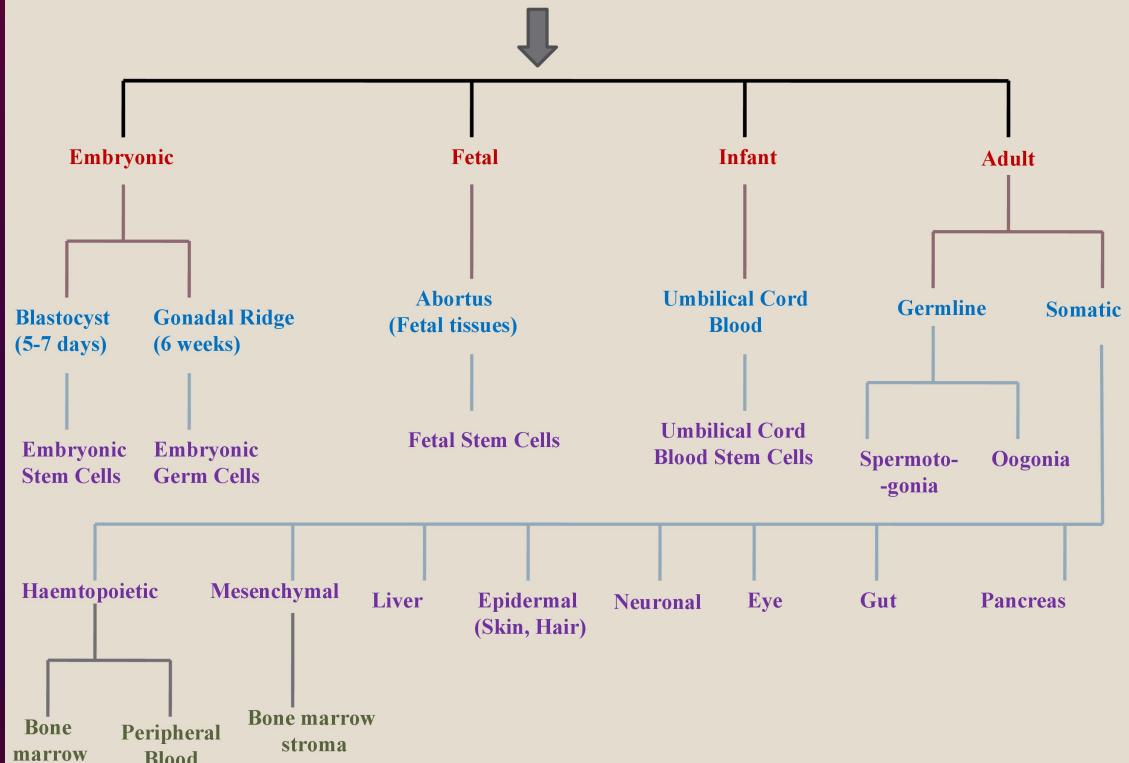 Embryonic
Fetal
Infant
Adult
Blastocyst
(5-7 days)
Gonadal Ridge
(6 weeks)
Abortus
(Fetal tissues)
Umbilical Cord
Blood
Germline
Somatic
Embryonic
Stem Cells
Embryonic
Germ Cells
Fetal Stem Cells
Umbilical Cord
Blood Stem Cells
Spermoto-
-gonia
Oogonia
Haemtopoietic
Mesenchymal
Liver
Epidermal
(Skin, Hair)
Neuronal
Eye
Gut
Pancreas
Bone
marrow
Peripheral
Blood
Bone marrow
stroma